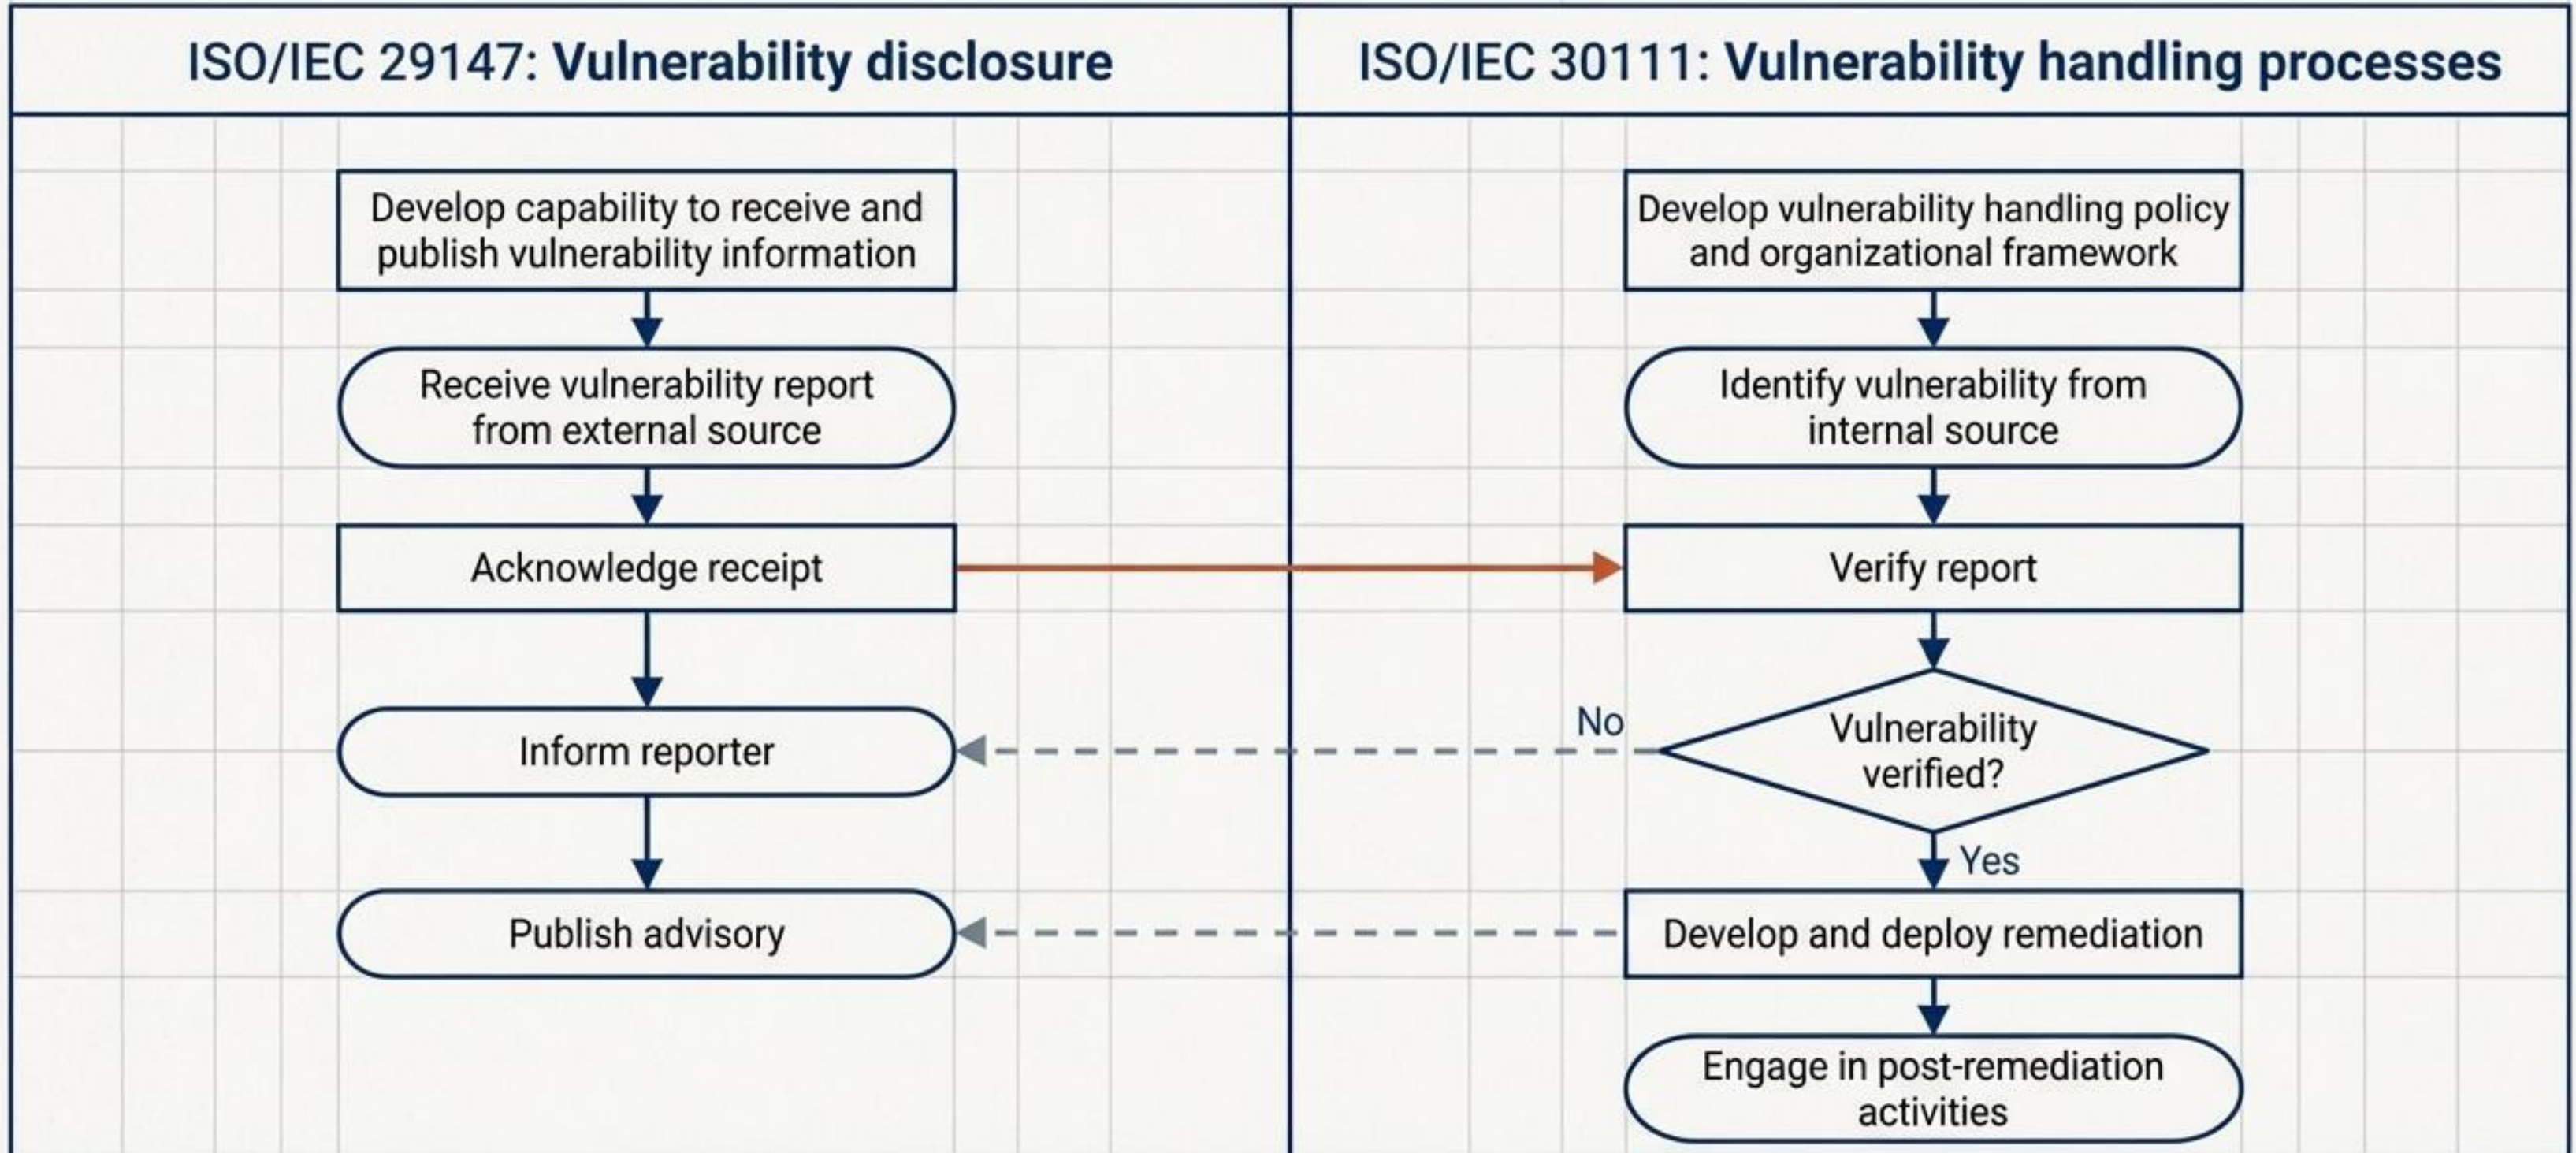 ISO/IEC 29147: Vulnerability disclosure
Develop capability to receive and
publish vulnerability information
Receive vulnerability report
from external source
Acknowledge receipt
Inform reporter
Publish advisory
ISO/IEC 30111: Vulnerability handling processes
Develop vulnerability handling policy
and organizational framework
Identify vulnerability from
internal source
Verify report
Vulnerability
verified?
No
Yes
Develop and deploy remediation
Engage in post-remediation
activities